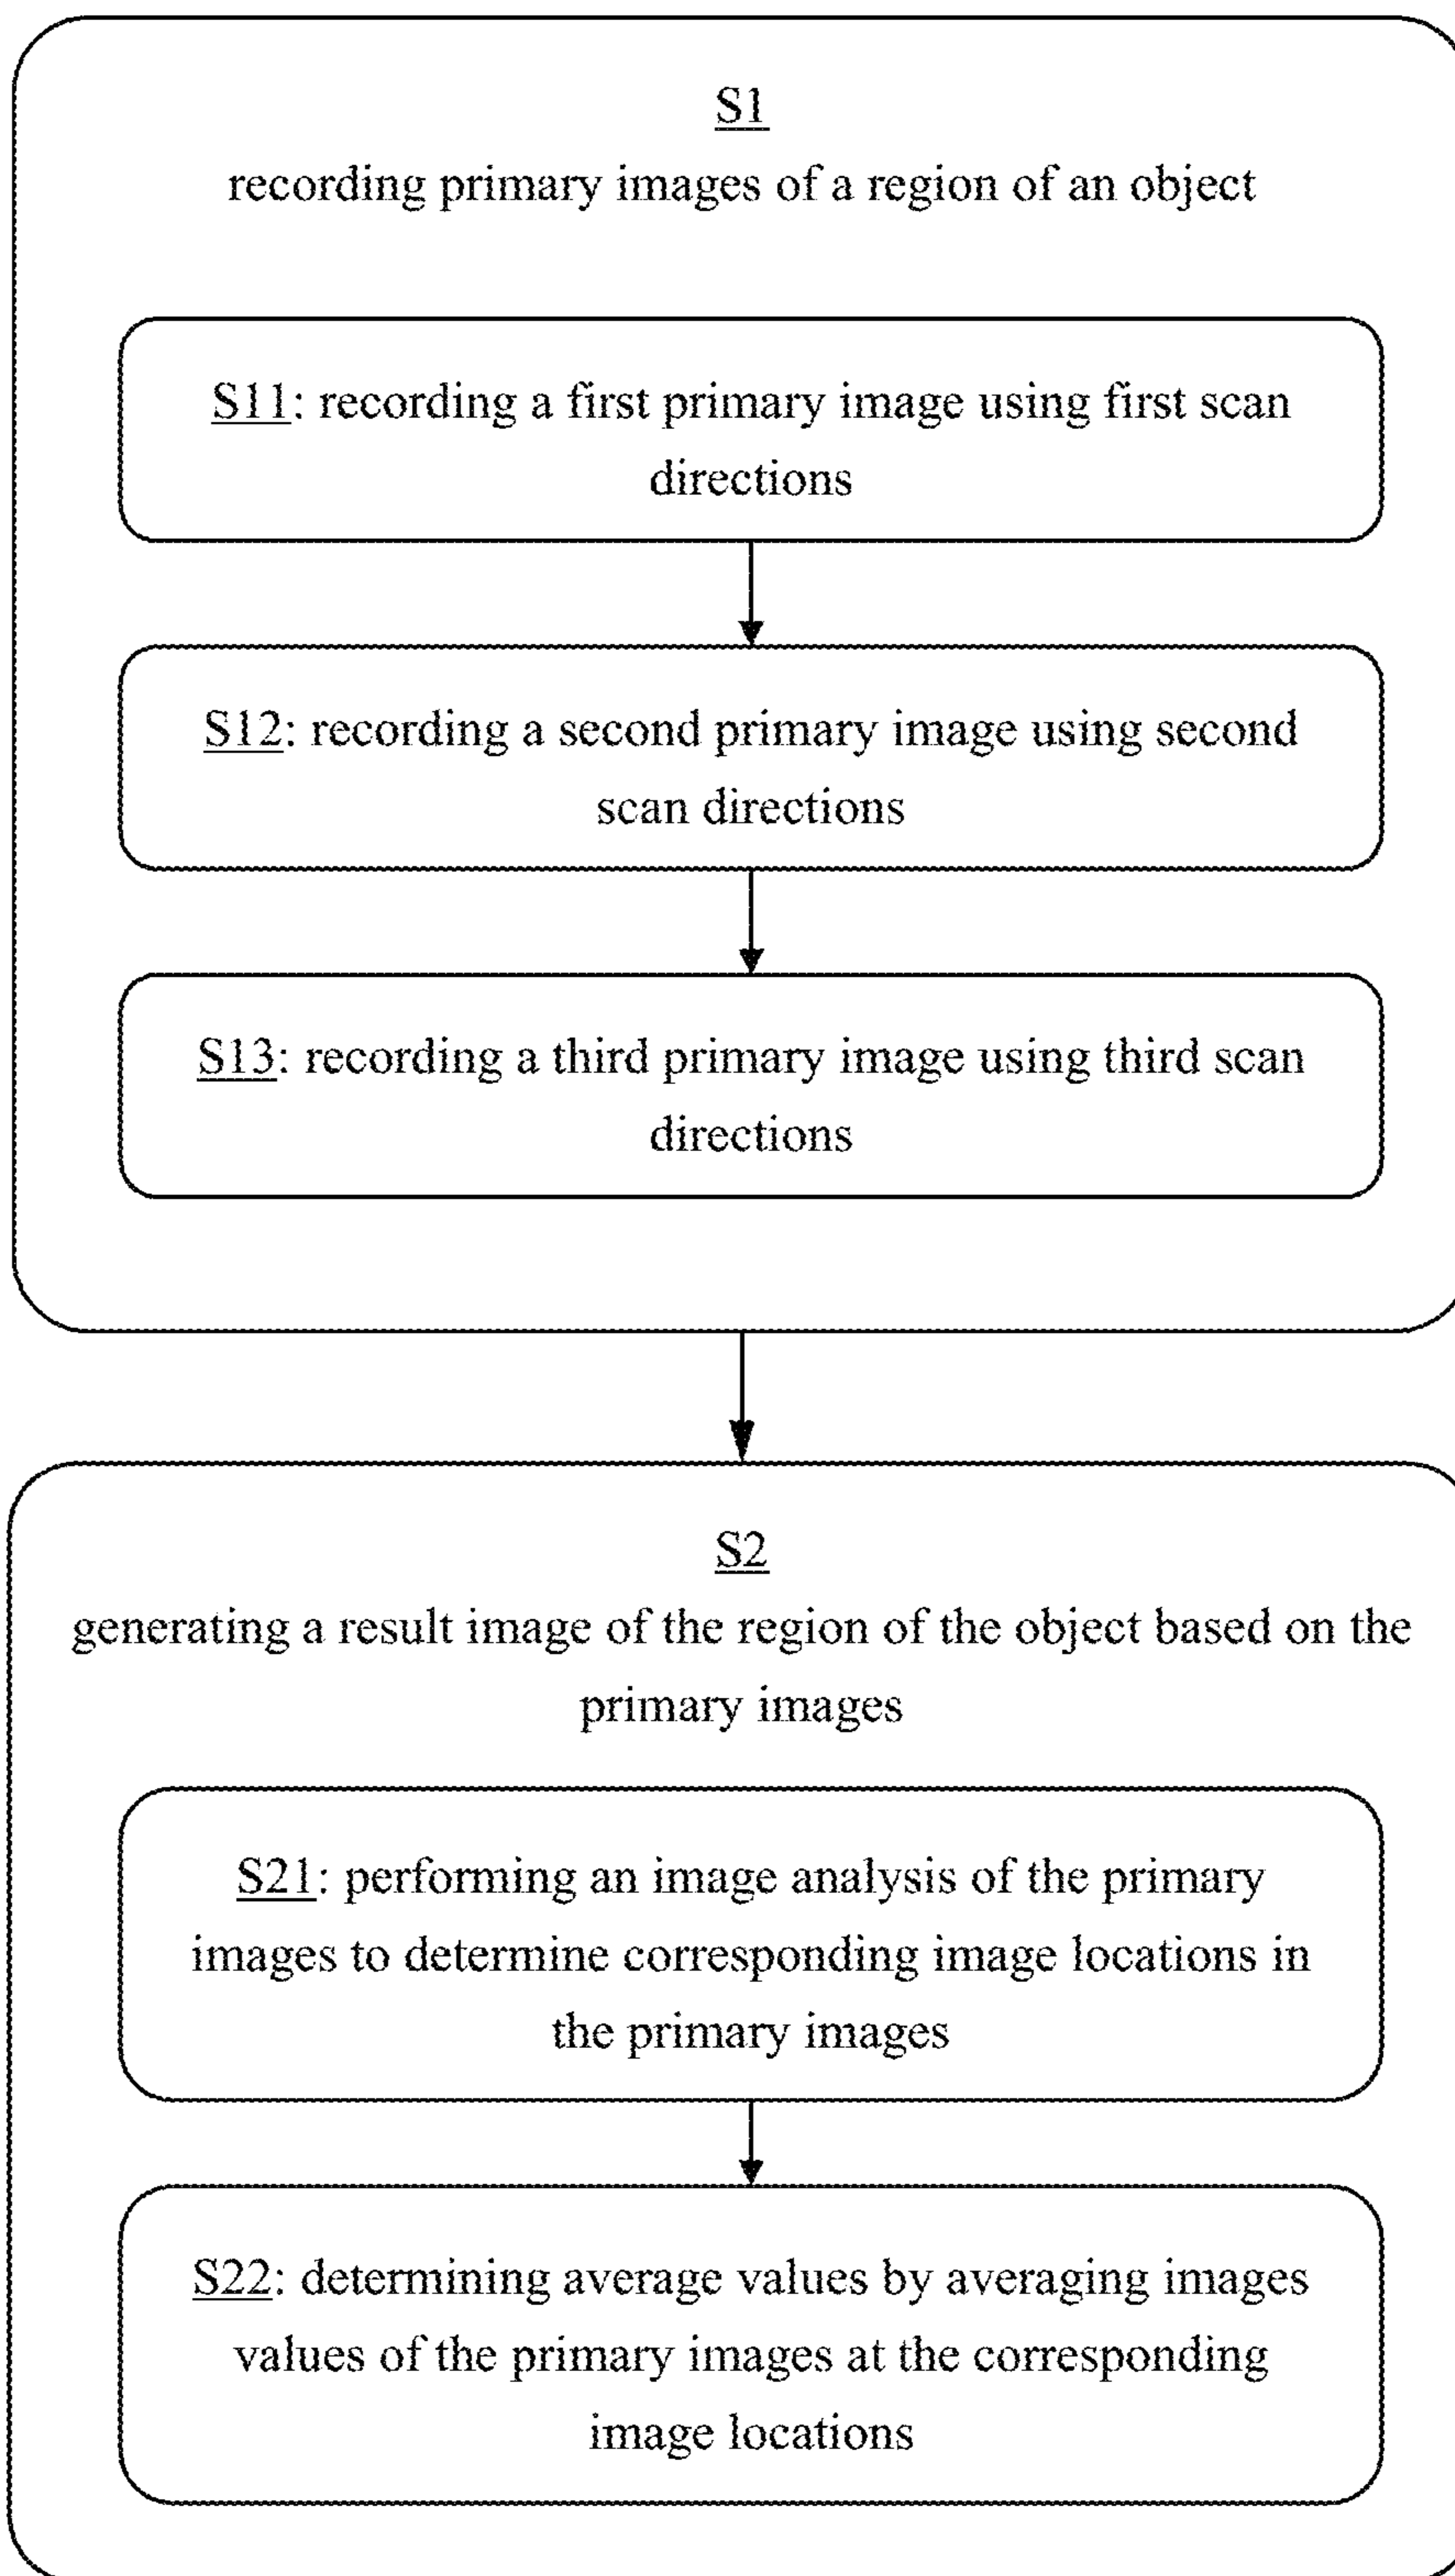 S1
recording primary images of a region of an object
S11: recording a first primary image using first scan
directions
S12: recording a second primary image using second
scan directions
S13: recording a third primary image using third scan
directions
S2
generating a result image of the region of the object based on the
primary images
S21: performing an image analysis of the primary
images to determine corresponding image locations in
the primary images
S22: determining average values by averaging images
values of the primary images at the corresponding
image locations